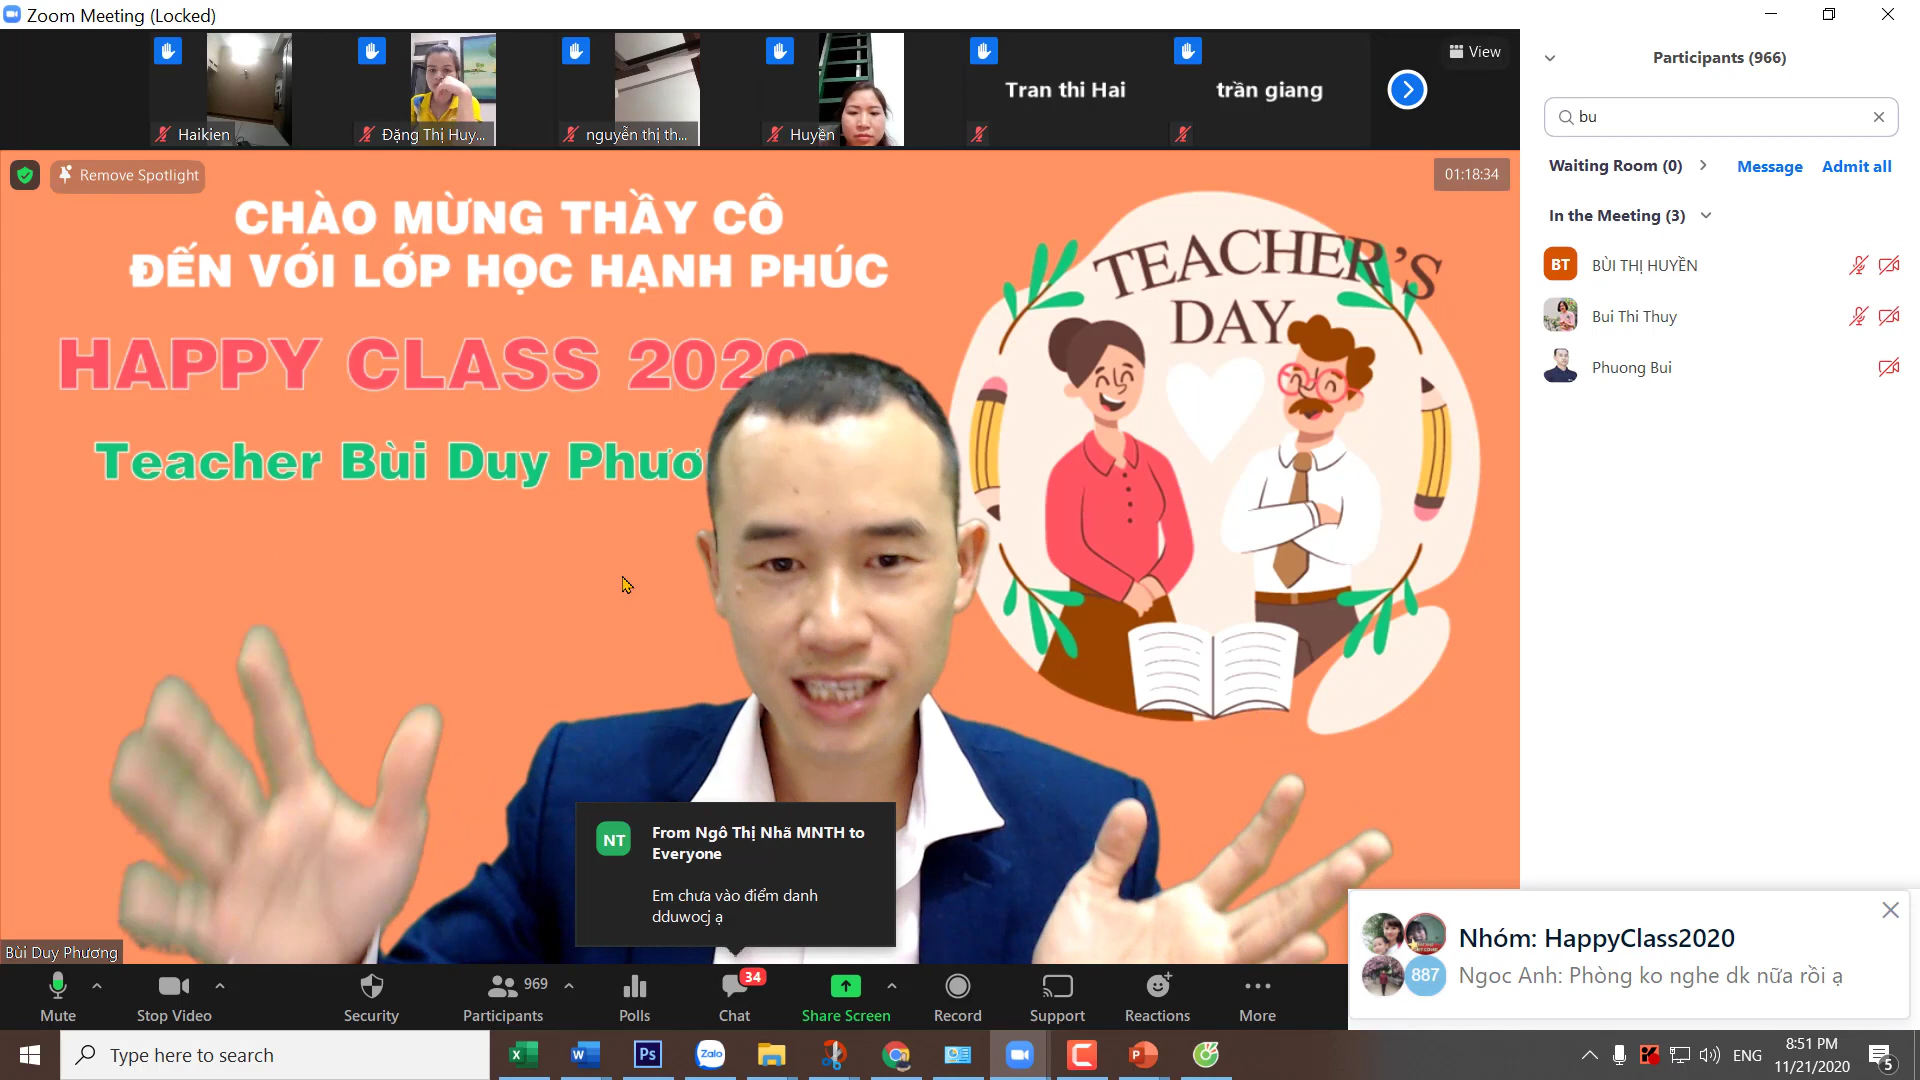 Zoom Meeting (Locked)
Haikien
Đặng Thị Huy...
nguyễn thị th...
Huyền
Tran thi Hai
trần giang
View
Remove Spotlight
01:18:34
CHÀO MỪNG THẦY CÔ
ĐẾN VỚI LỚP HỌC HẠNH PHÚC
HAPPY CLASS 2020
Teacher Bùi Duy Phươ
TEACHER'S
DAY
From Ngô Thị Nhã MNTH to
Everyone
Em chưa vào điểm danh
dduwocj ạ
NT
Bùi Duy Phương
Participants (966)
bu
Waiting Room (0)
Message
Admit all
In the Meeting (3)
BT
BÙI THỊ HUYỀN
Bui Thi Thuy
Phuong Bui
Nhóm: HappyClass2020
887
Ngoc Anh: Phòng ko nghe dk nữa rồi ạ
Mute
Stop Video
Security
969
Participants
Polls
34
Chat
Share Screen
Record
Support
Reactions
More
Type here to search
Ps
Zalo
ENG
8:51 PM
11/21/2020
5